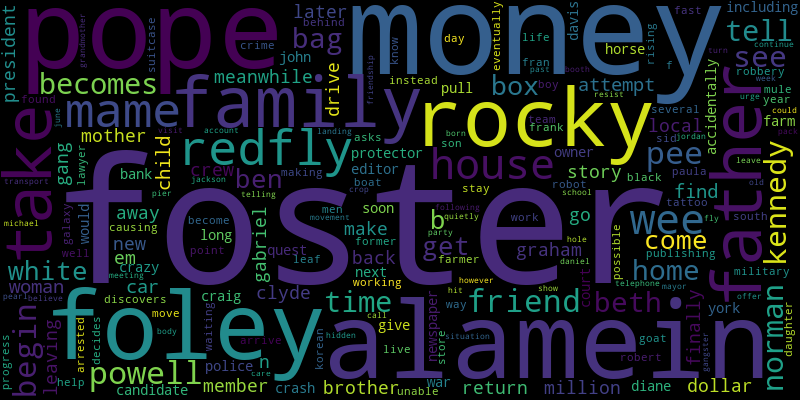 pope
money
foster
rocky
alamein
foley
family
father
redfly
house
take
mame
wee
pee
box
bag
becomes
later
behind
including
president
suitcase
grandmother
crime
john
meanwhile
drive
friendship
know
day
eventually
life
fran
past
booth
davis
horse
rising
fast
f
turn
continue
tell
see
robbery
mule
year
could
farm
pack
attempt
instead
pull
boy
team
frank
born
son
resist
several
local
sid
jordan
accidentally
week
urge
found
june
visit
account
landing
asks
protector
mother
gang
lawyer
child
bank
crew
ben
making
editor
boat
crop
owner
story
robot
black
school
find
paula
tattoo
leave
old
fly
kennedy
transport
pier
jackson
telling
movement
men
soon
stay
following
quietly
party
b
get
work
graham
go
hole
daniel
possible
come
south
michael
galaxy
would
away
causing
become
long
gabriel
quest
leaf
make
former
back
farmer
em
new
well
meeting
point
next
working
hit
however
show
telephone
mayor
home
publishing
military
offer
white
woman
car
crazy
discovers
craig
clyde
time
way
friend
beth
court
york
norman
daughter
pearl
believe
begin
leaving
arrested
move
decides
body
waiting
arrive
hidden
korean
call
give
newspaper
store
situation
finally
gangster
goat
robert
progress
help
powell
candidate
n
care
police
member
crash
live
brother
unable
war
return
million
diane
dollar